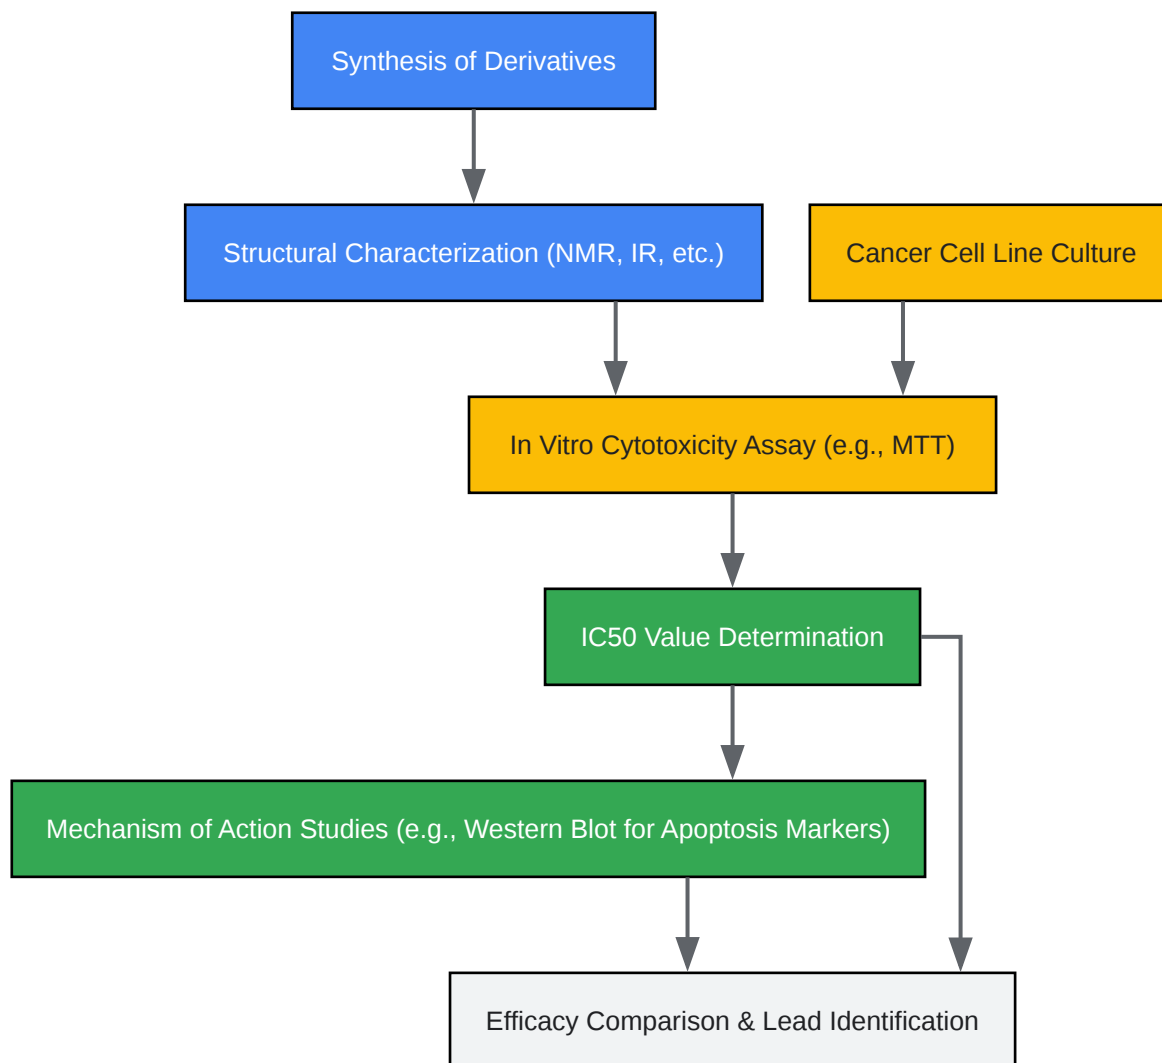 Synthesis of Derivatives
Structural Characterization (NMR, IR, etc.)
Cancer Cell Line Culture
In Vitro Cytotoxicity Assay (e.g., MTT)
IC50 Value Determination
Mechanism of Action Studies (e.g., Western Blot for Apoptosis Markers)
Efficacy Comparison & Lead Identification